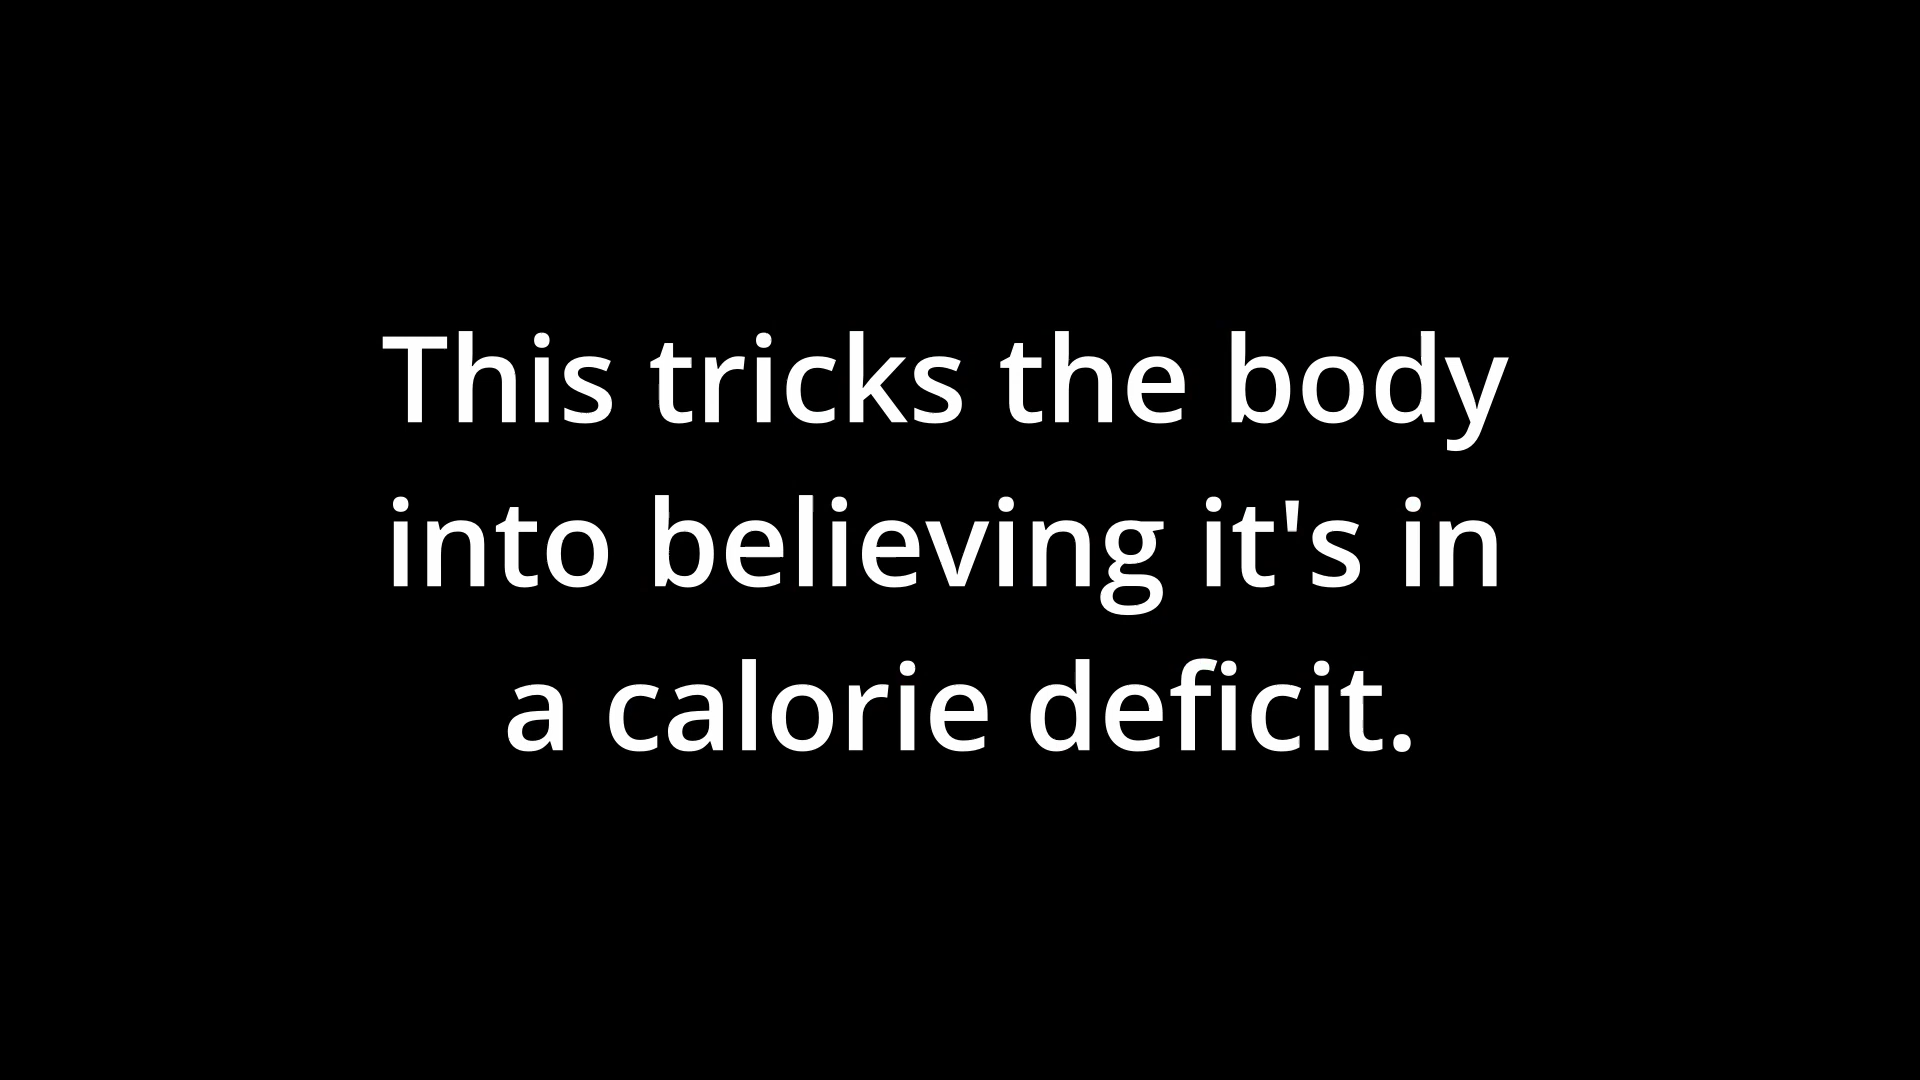 This tricks the body
into believing it's in
a calorie deficit.